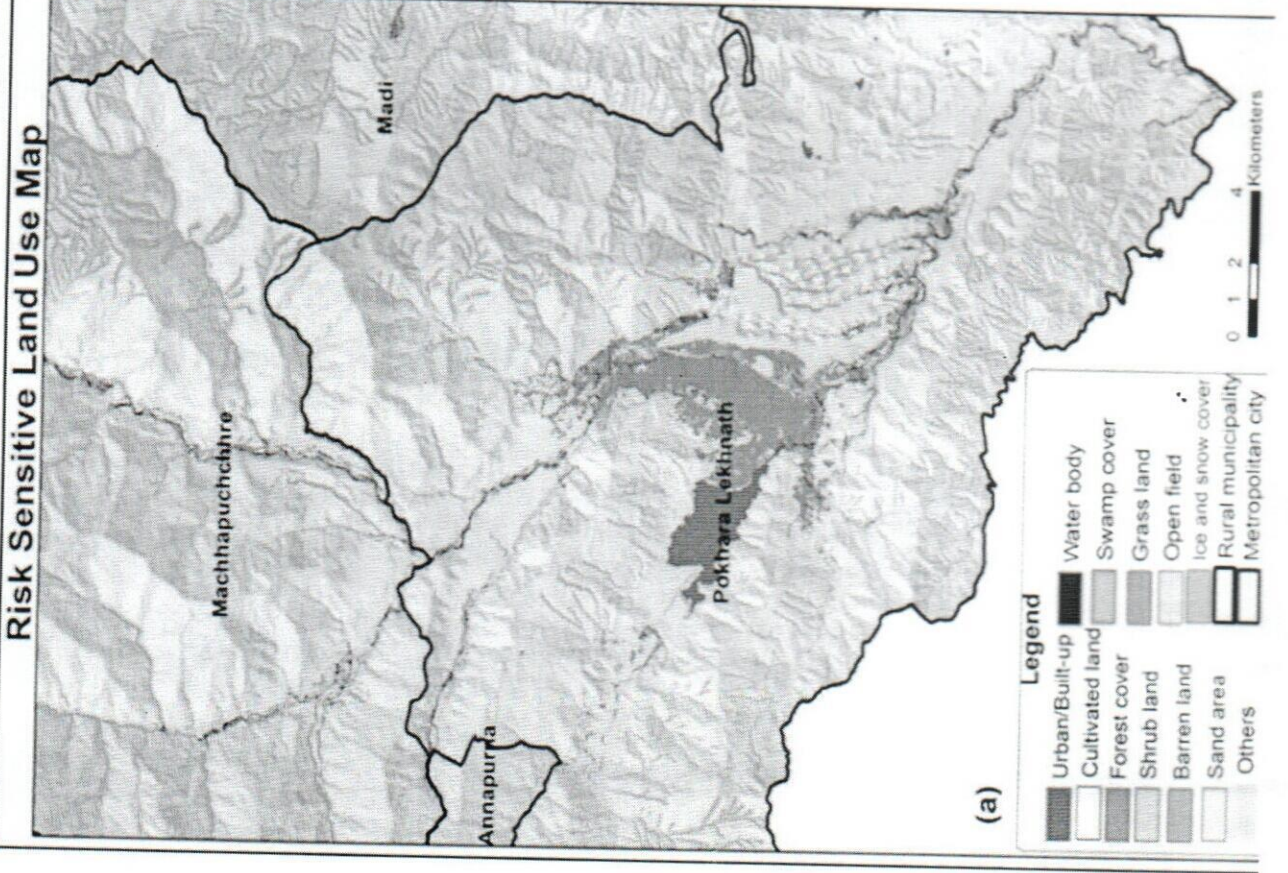 Risk Sensitive Land Use Map
Machhapuchchhre
Madi
Annapurna
Pokhara Lekhnath
(a)
Legend
Urban/Built-up
Cultivated land
Forest cover
Shrub land
Barren land
Sand area
Others
Water body
Swamp cover
Grass land
Open field
Ice and snow cover
Rural municipality
Metropolitan city
0 1 2 4
Kilometers